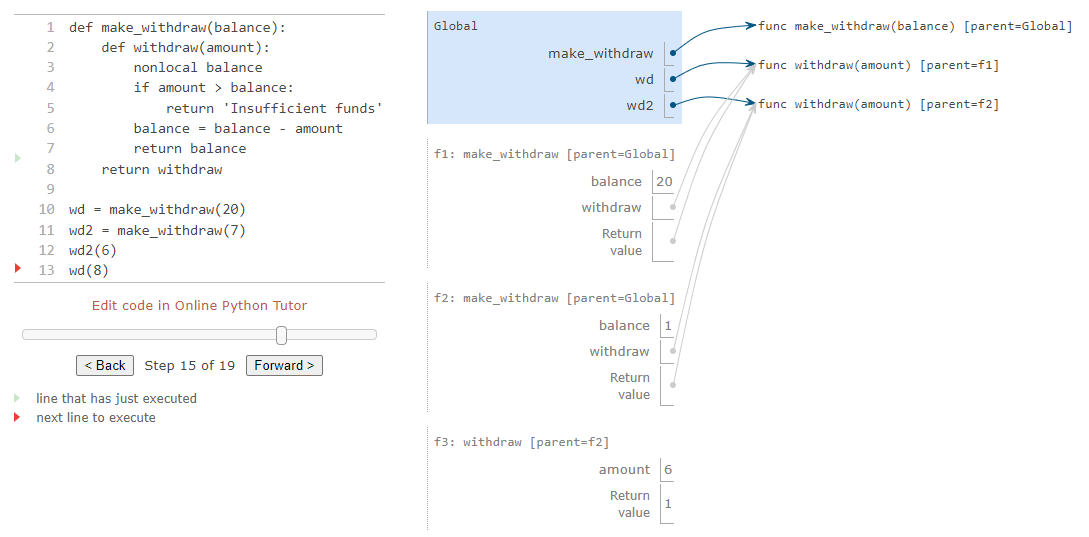 1 def make_withdraw(balance):
2     def withdraw(amount):
3         nonlocal balance
4         if amount > balance:
5             return 'Insufficient funds'
6         balance = balance - amount
7         return balance
8     return withdraw
9
10 wd = make_withdraw(20)
11 wd2 = make_withdraw(7)
12 wd2(6)
13 wd(8)
Edit code in Online Python Tutor
< Back Step 15 of 19 Forward >
line that has just executed
next line to execute
Global
make_withdraw
wd
wd2
func make_withdraw(balance) [parent=Global]
func withdraw(amount) [parent=f1]
func withdraw(amount) [parent=f2]
f1: make_withdraw [parent=Global]
balance 20
withdraw
Return
value
f2: make_withdraw [parent=Global]
balance 1
withdraw
Return
value
f3: withdraw [parent=f2]
amount 6
Return
value 1